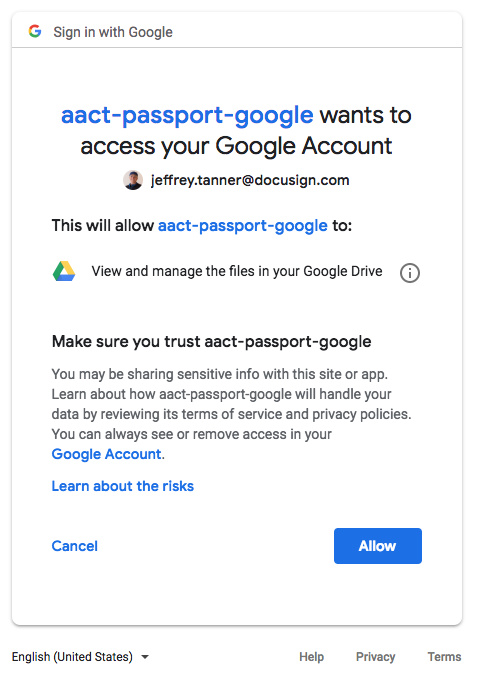 Sign in with Google
aact-passport-google wants to
access your Google Account
jeffrey.tanner@docusign.com
This will allow aact-passport-google to:
View and manage the files in your Google Drive
Make sure you trust aact-passport-google
You may be sharing sensitive info with this site or app.
Learn about how aact-passport-google will handle your
data by reviewing its terms of service and privacy policies.
You can always see or remove access in your
Google Account.
Learn about the risks
Cancel Allow
English (United States) Help Privacy Terms